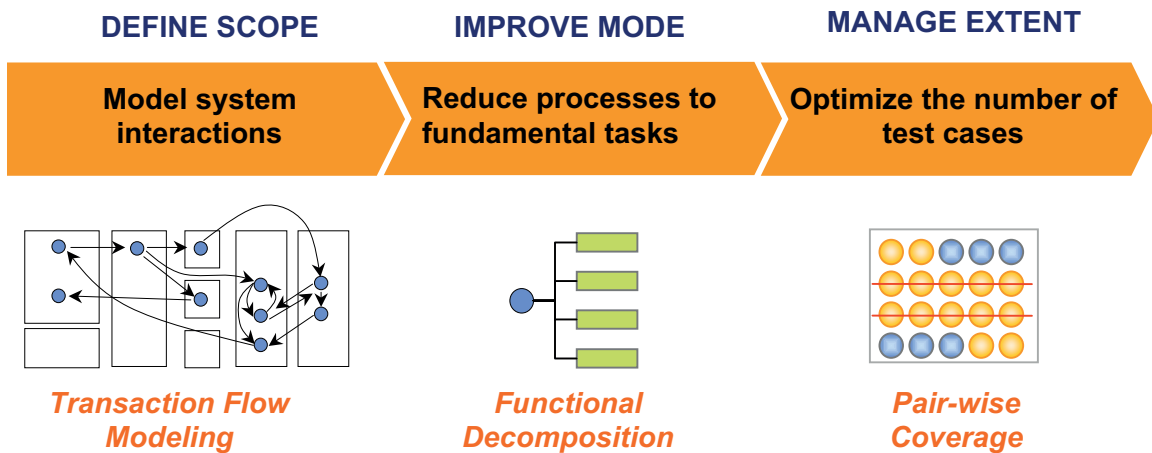 DEFINE SCOPE
IMPROVE MODE
MANAGE EXTENT
Model system
interactions
Reduce processes to
fundamental tasks
Optimize the number of
test cases
Transaction Flow
Modeling
Functional
Decomposition
Pair-wise
Coverage